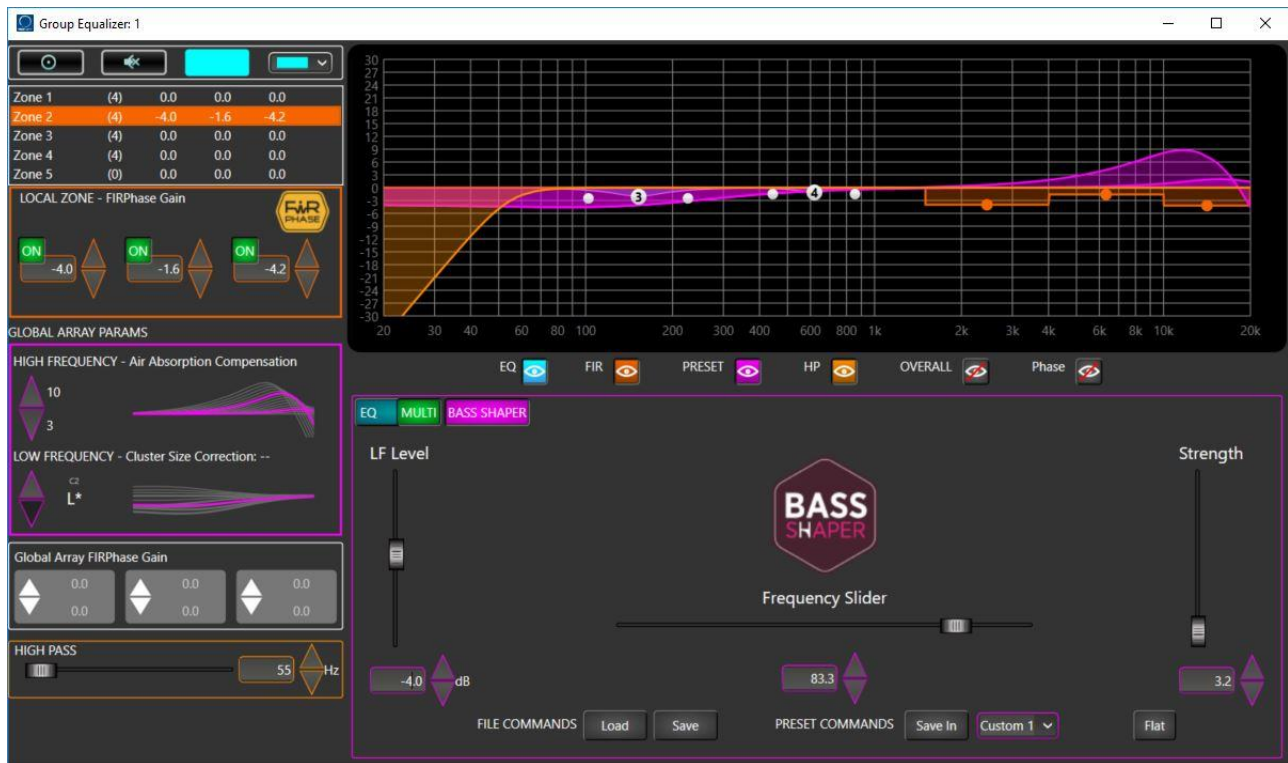 Group Equalizer: 1
Zone 1 (4) 0.0 0.0 0.0
Zone 2 (4) -4.0 -1.6 -4.2
Zone 3 (4) 0.0 0.0 0.0
Zone 4 (4) 0.0 0.0 0.0
Zone 5 (0) 0.0 0.0 0.0
LOCAL ZONE - FIRPhase Gain
FiR
PHASE
ON ON ON
-4.0 -1.6 -4.2
GLOBAL ARRAY PARAMS
HIGH FREQUENCY - Air Absorption Compensation
10
3
LOW FREQUENCY - Cluster Size Correction: --
C2
L*
Global Array FIRPhase Gain
0.0 0.0 0.0
0.0 0.0 0.0
HIGH PASS
55 Hz
30
27
24
21
18
15
12
9
6
3
0
-3
-6
-9
-12
-15
-18
-21
-24
-27
-30
3 4
20 30 40 60 80 100 200 300 400 600 800 1k 2k 3k 4k 6k 8k 10k 20k
EQ FIR PRESET HP OVERALL Phase
EQ MULTI BASS SHAPER
LF Level Strength
BASS
SHAPER
Frequency Slider
-4.0 dB 83.3 3.2
FILE COMMANDS Load Save PRESET COMMANDS Save In Custom 1 Flat